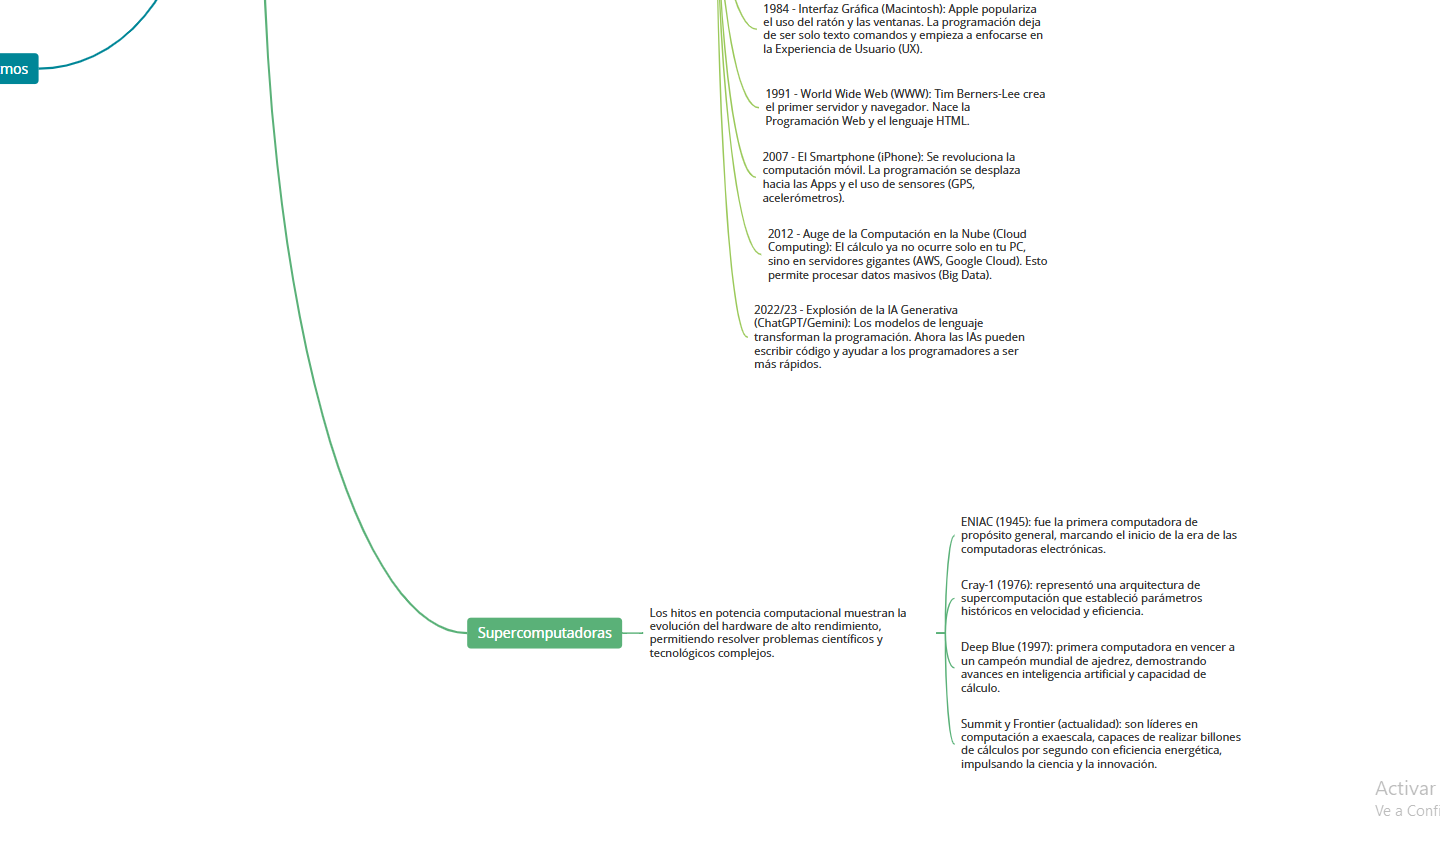 1984 - Interfaz Gráfica (Macintosh): Apple populariza
el uso del ratón y las ventanas. La programación deja
de ser solo texto comandos y empieza a enfocarse en
la Experiencia de Usuario (UX).
mos
1991 - World Wide Web (WWW): Tim Berners-Lee crea
el primer servidor y navegador. Nace la
Programación Web y el lenguaje HTML.
2007 - El Smartphone (iPhone): Se revoluciona la
computación móvil. La programación se desplaza
hacia las Apps y el uso de sensores (GPS,
acelerómetros).
2012 - Auge de la Computación en la Nube (Cloud
Computing): El cálculo ya no ocurre solo en tu PC,
sino en servidores gigantes (AWS, Google Cloud). Esto
permite procesar datos masivos (Big Data).
2022/23 - Explosión de la IA Generativa
(ChatGPT/Gemini): Los modelos de lenguaje
transforman la programación. Ahora las IAs pueden
escribir código y ayudar a los programadores a ser
más rápidos.
Supercomputadoras
Los hitos en potencia computacional muestran la
evolución del hardware de alto rendimiento,
permitiendo resolver problemas científicos y
tecnológicos complejos.
ENIAC (1945): fue la primera computadora de
propósito general, marcando el inicio de la era de las
computadoras electrónicas.
Cray-1 (1976): representó una arquitectura de
supercomputación que estableció parámetros
históricos en velocidad y eficiencia.
Deep Blue (1997): primera computadora en vencer a
un campeón mundial de ajedrez, demostrando
avances en inteligencia artificial y capacidad de
cálculo.
Summit y Frontier (actualidad): son líderes en
computación a exaescala, capaces de realizar billones
de cálculos por segundo con eficiencia energética,
impulsando la ciencia y la innovación.
Activar
Ve a Confi